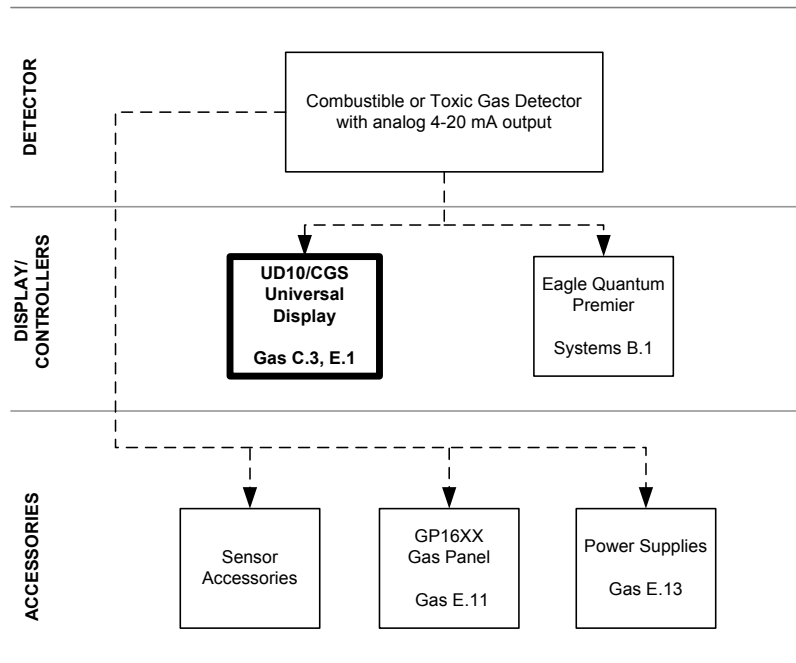 DETECTOR
Combustible or Toxic Gas Detector
with analog 4-20 mA output
DISPLAY/
CONTROLLERS
UD10/CGS
Universal
Display
Gas C.3, E.1
Eagle Quantum
Premier
Systems B.1
ACCESSORIES
Sensor
Accessories
GP16XX
Gas Panel
Gas E.11
Power Supplies
Gas E.13